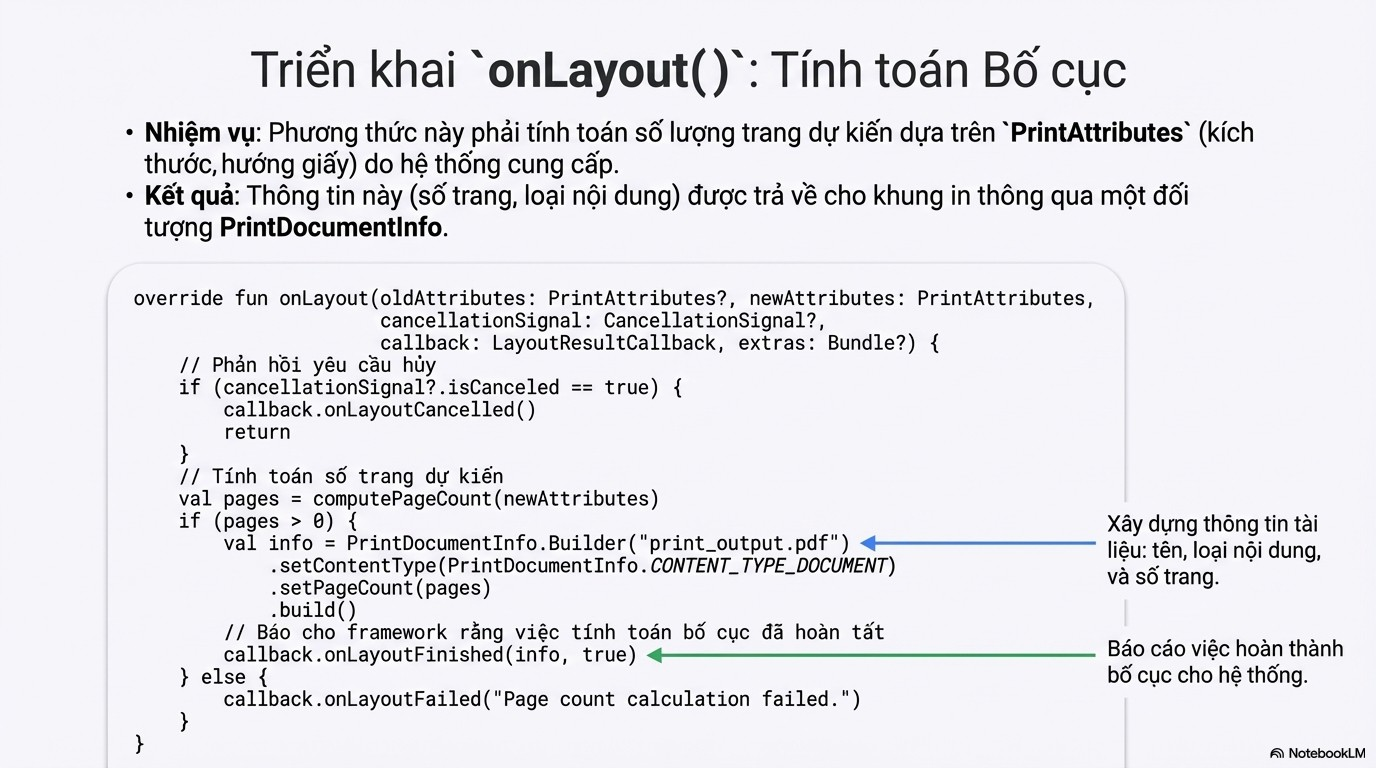 Triển khai `onLayout()`: Tính toán Bố cục
• Nhiệm vụ: Phương thức này phải tính toán số lượng trang dự kiến dựa trên `PrintAttributes` (kích
thước, hướng giấy) do hệ thống cung cấp.
• Kết quả: Thông tin này (số trang, loại nội dung) được trả về cho khung in thông qua một đối
tượng PrintDocumentInfo.
override fun onLayout(oldAttributes: PrintAttributes?, newAttributes: PrintAttributes,
                      cancellationSignal: CancellationSignal?,
                      callback: LayoutResultCallback, extras: Bundle?) {
    // Phản hồi yêu cầu hủy
    if (cancellationSignal?.isCanceled == true) {
        callback.onLayoutCancelled()
        return
    }
    // Tính toán số trang dự kiến
    val pages = computePageCount(newAttributes)
    if (pages > 0) {
        val info = PrintDocumentInfo.Builder("print_output.pdf")
            .setContentType(PrintDocumentInfo.CONTENT_TYPE_DOCUMENT)
            .setPageCount(pages)
            .build()
        // Báo cho framework rằng việc tính toán bố cục đã hoàn tất
        callback.onLayoutFinished(info, true)
    } else {
        callback.onLayoutFailed("Page count calculation failed.")
    }
}
Xây dựng thông tin tài
liệu: tên, loại nội dung,
và số trang.
Báo cáo việc hoàn thành
bố cục cho hệ thống.
NotebookLM